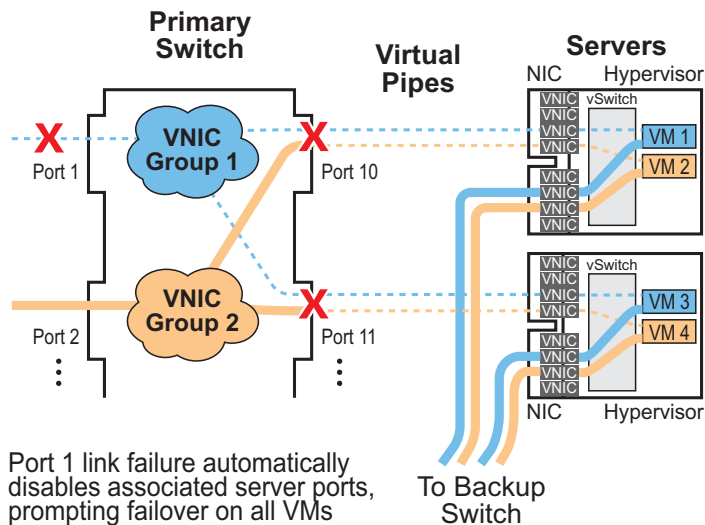 Primary
Switch
Virtual
Pipes
Servers
NIC
Hypervisor
VNIC
VNIC
VNIC
VNIC
vSwitch
VM 1
VM 2
VNIC
VNIC
VNIC
VNIC
X
Port 1
VNIC
Group 1
X
Port 10
VNIC
VNIC
VNIC
VNIC
vSwitch
VM 3
VM 4
VNIC
VNIC
VNIC
VNIC
NIC
Hypervisor
Port 2
VNIC
Group 2
X
Port 11
Port 1 link failure automatically
disables associated server ports,
prompting failover on all VMs
To Backup
Switch